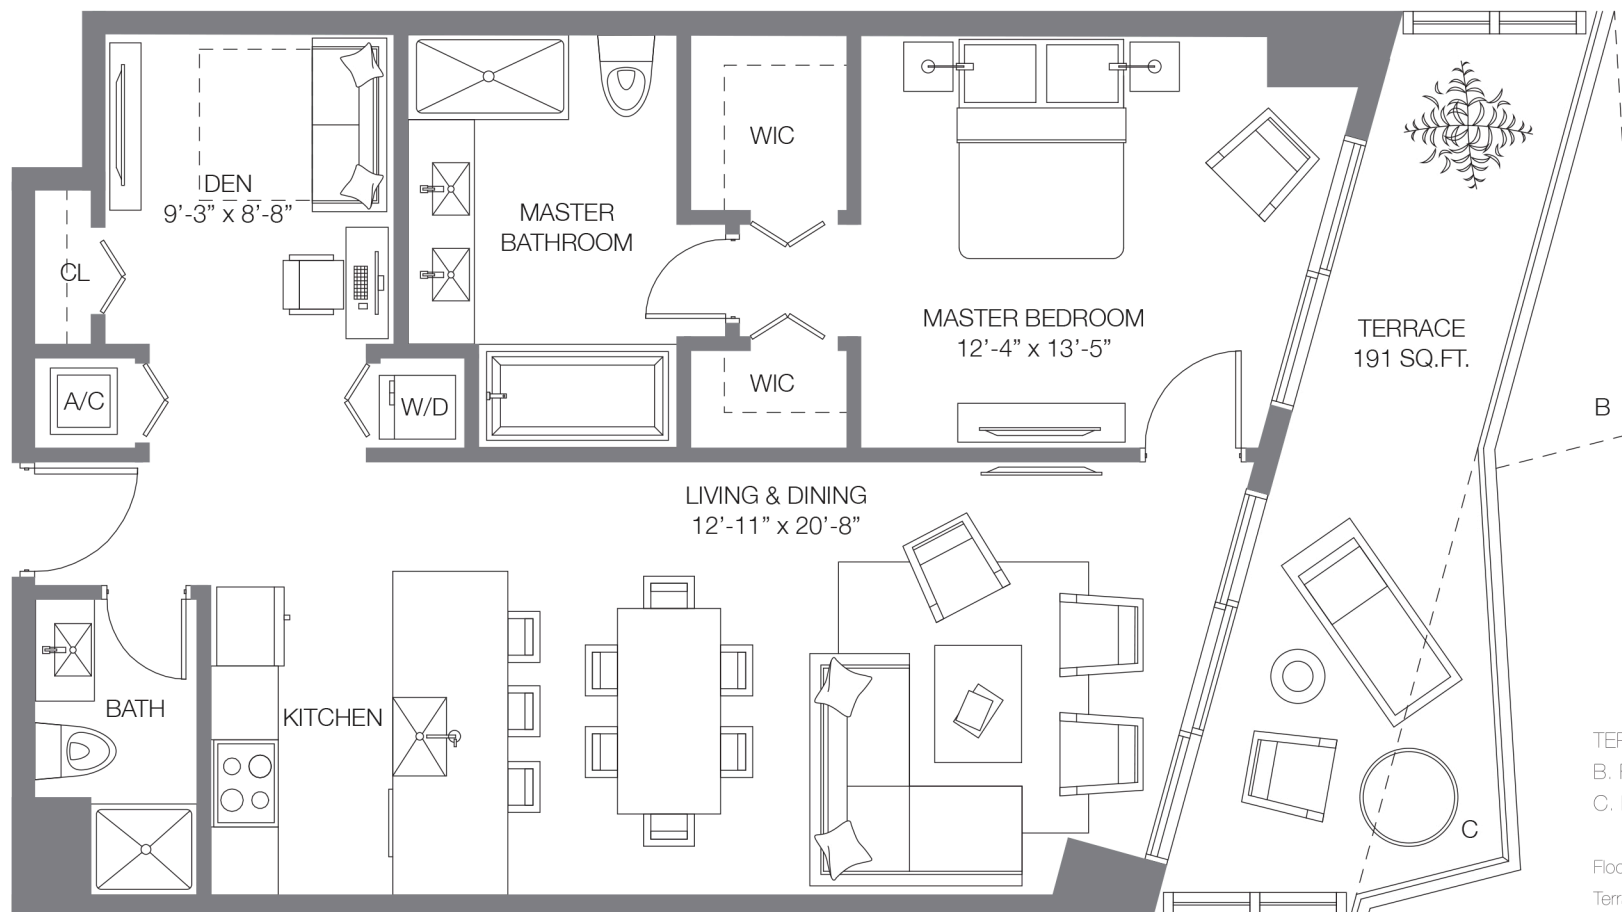 DEN
9’-3” x 8’-8”
CL
A/C
W/D
MASTER
BATHROOM
WIC
WIC
MASTER BEDROOM
12’-4” x 13’-5”
TERRACE
191 SQ.FT.
B
LIVING & DINING
12’-11” x 20’-8”
BATH
KITCHEN
C
B.
C.